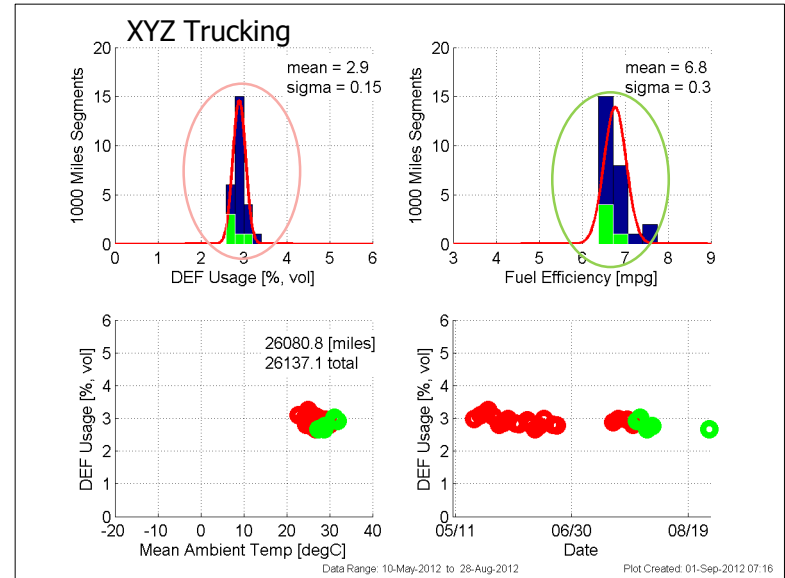 XYZ Trucking
20
15
10
5
0
1000 Miles Segments
mean = 2.9
sigma = 0.15
0 1 2 3 4 5 6
DEF Usage [%, vol]
20
15
10
5
0
1000 Miles Segments
mean = 6.8
sigma = 0.3
3 4 5 6 7 8 9
Fuel Efficiency [mpg]
6
5
4
3
2
1
0
DEF Usage [%, vol]
26080.8 [miles]
26137.1 total
-20 -10 0 10 20 30 40
Mean Ambient Temp [degC]
6
5
4
3
2
1
0
DEF Usage [%, vol]
05/11 06/30 08/19
Date
Data Range: 10-May-2012 to 28-Aug-2012
Plot Created: 01-Sep-2012 07:16